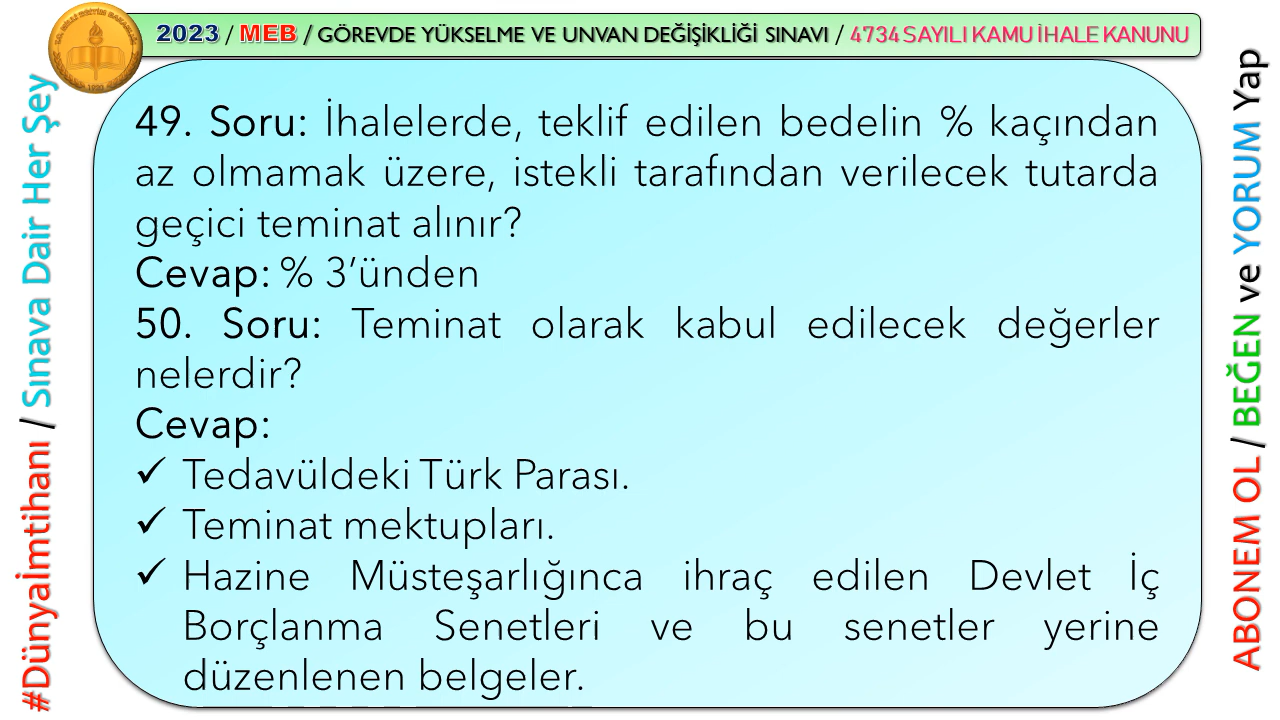 2023 / MEB / GÖREVDE YÜKSELME VE UNVAN DEĞİŞİKLİĞİ SINAVI / 4734 SAYILI KAMU İHALE KANUNU
#Dünyaİmtihanı / Sınava Dair Her Şey
49. Soru: İhalelerde, teklif edilen bedelin % kaçından
az olmamak üzere, istekli tarafından verilecek tutarda
geçici teminat alınır?
Cevap: % 3’ünden
50. Soru: Teminat olarak kabul edilecek değerler
nelerdir?
Cevap:
✓ Tedavüldeki Türk Parası.
✓ Teminat mektupları.
✓ Hazine Müsteşarlığınca ihraç edilen Devlet İç
Borçlanma Senetleri ve bu senetler yerine
düzenlenen belgeler.
ABONEM OL / BEĞEN ve YORUM Yap